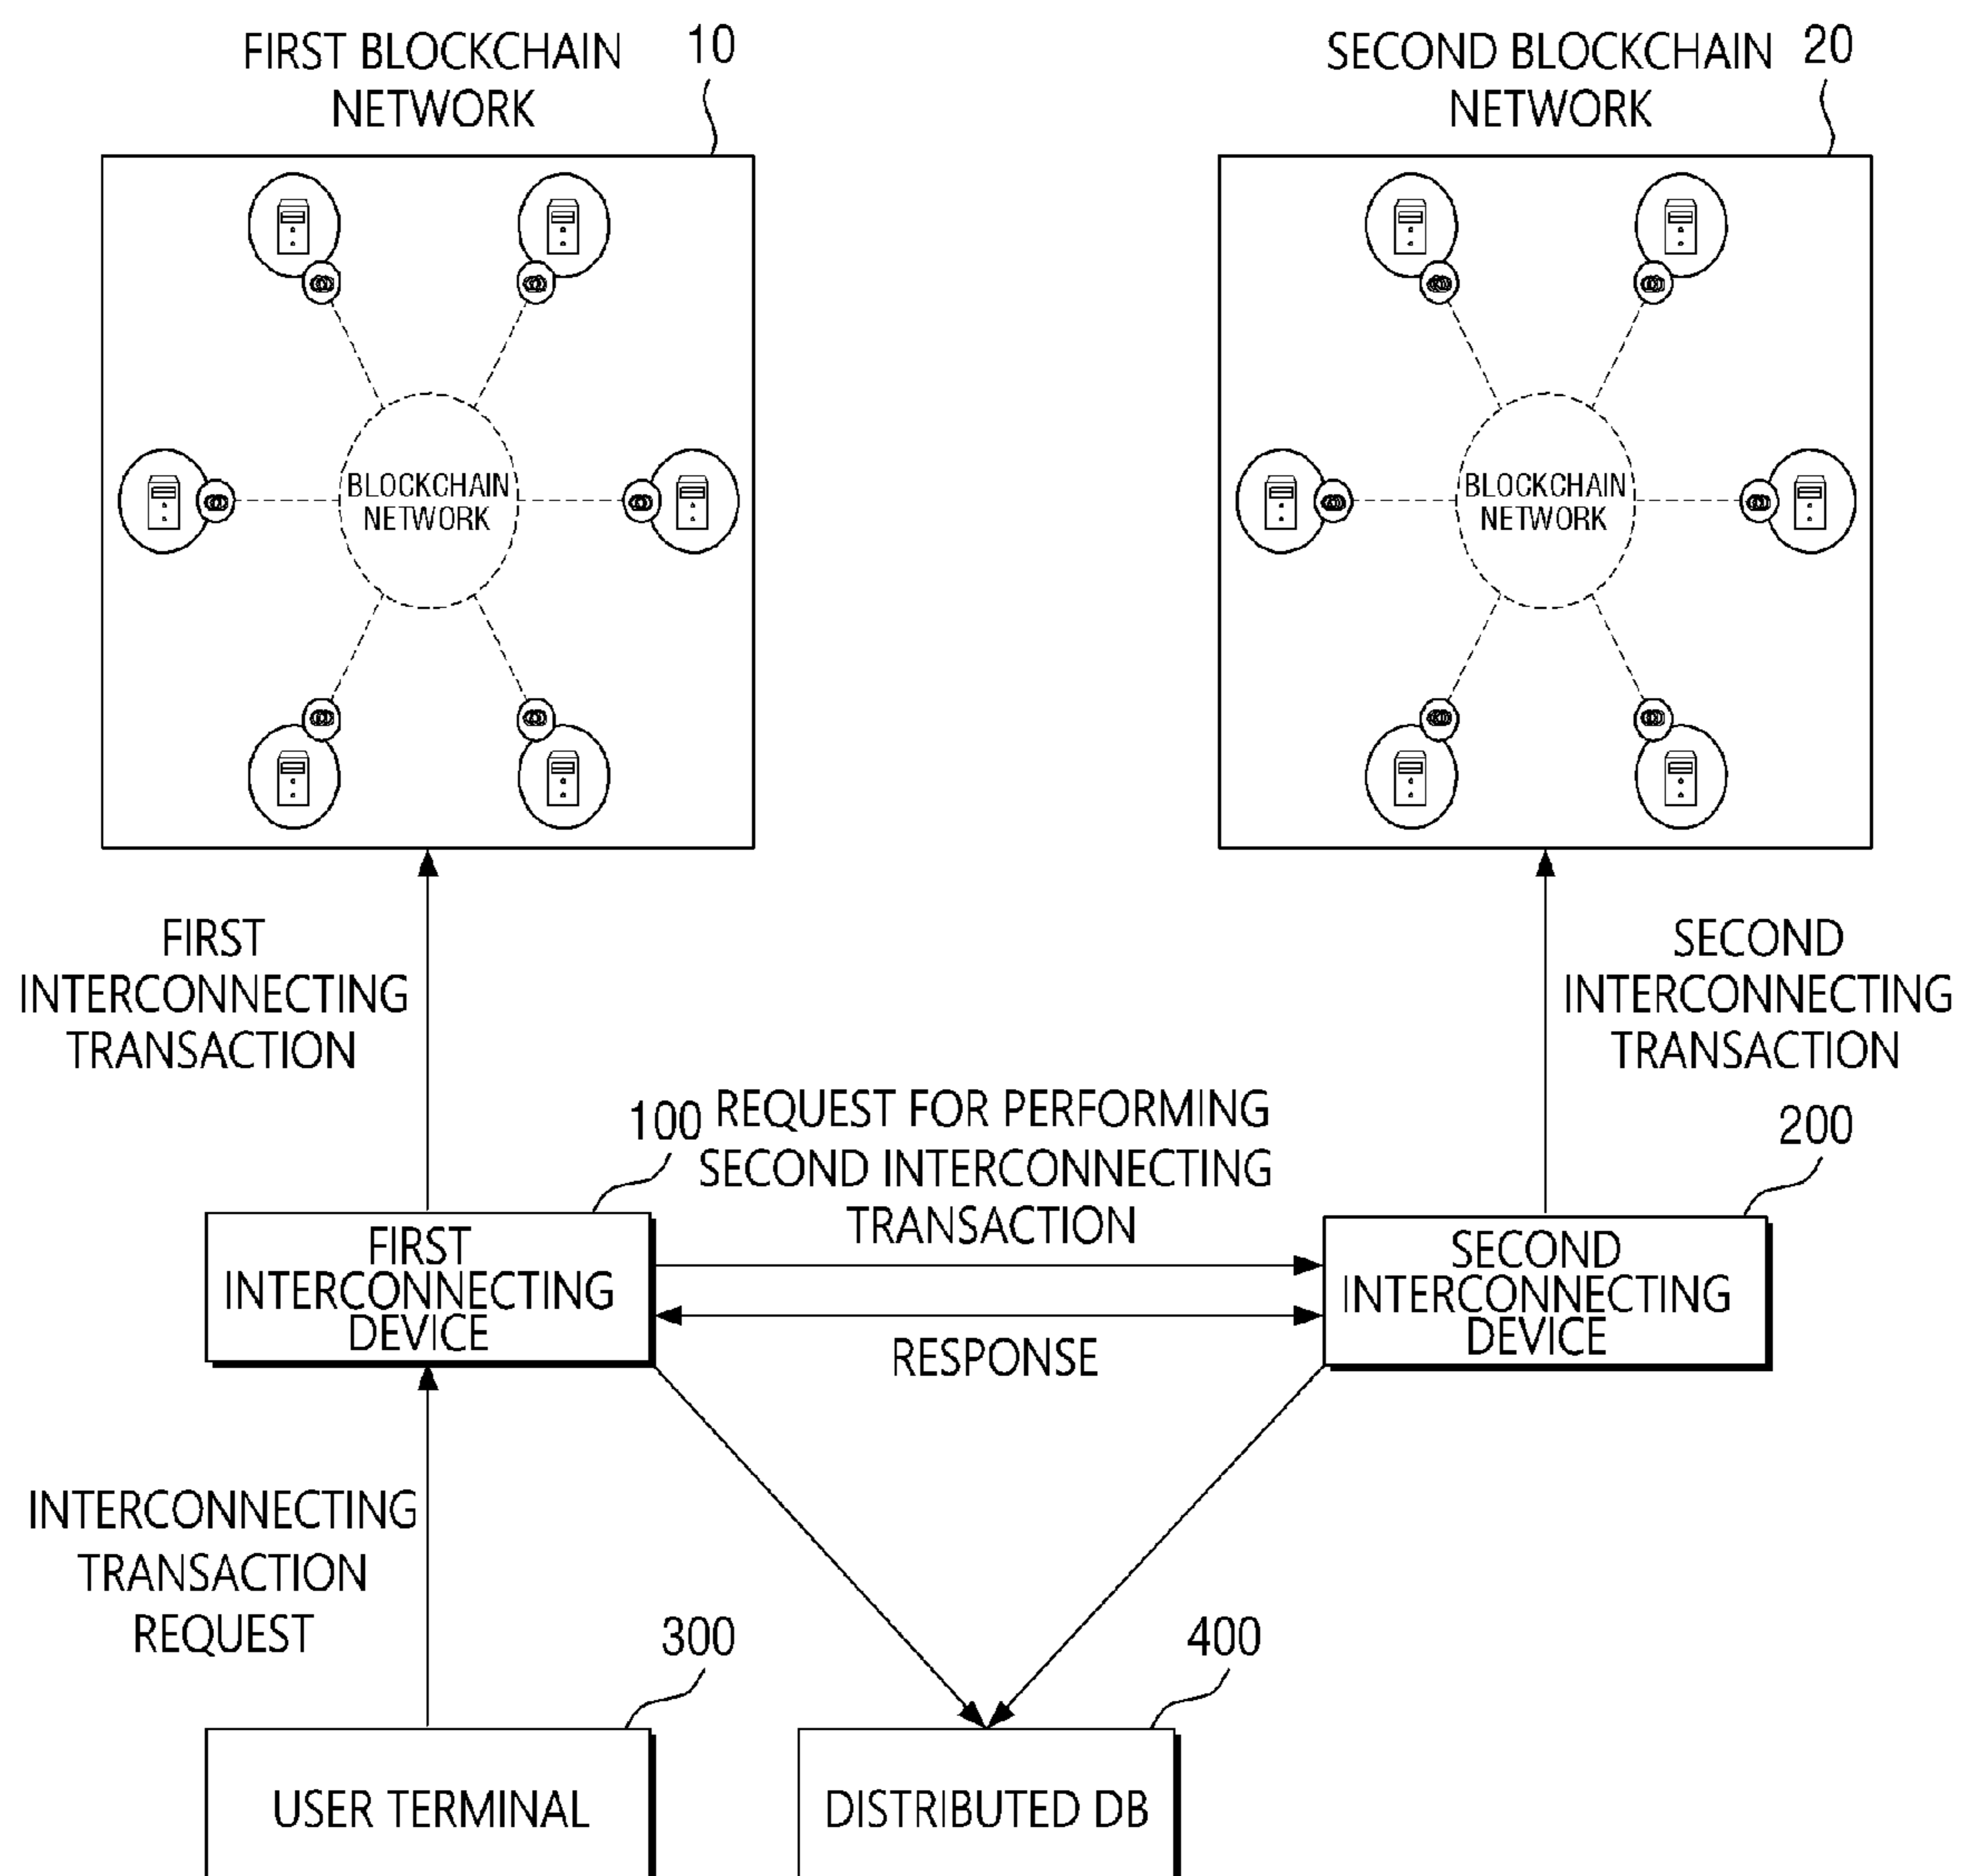 FIRST BLOCKCHAIN
NETWORK
10
SECOND BLOCKCHAIN
NETWORK
20
BLOCKCHAIN
NETWORK
BLOCKCHAIN
NETWORK
FIRST
INTERCONNECTING
TRANSACTION
SECOND
INTERCONNECTING
TRANSACTION
100
REQUEST FOR PERFORMING
SECOND INTERCONNECTING
TRANSACTION
200
FIRST
INTERCONNECTING
DEVICE
SECOND
INTERCONNECTING
DEVICE
RESPONSE
INTERCONNECTING
TRANSACTION
REQUEST
300
400
USER TERMINAL
DISTRIBUTED DB